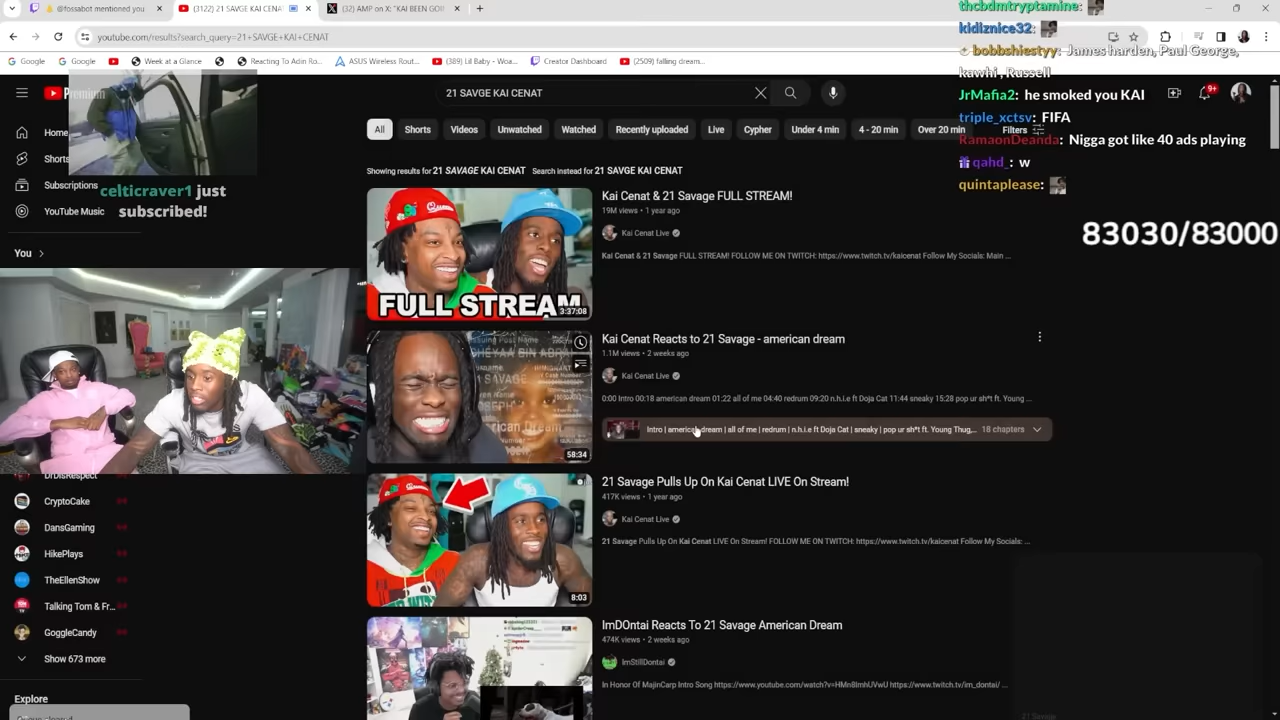 @fossabot mentioned you
(3122) 21 SAVGE KAI CENAT
(32) AMP on X: "KAI BEEN GO
youtube.com/results?search_query=21+SAVGE+KAI+CENAT
Google
Google
Week at a Glance
Reacting To Adin Ro...
ASUS Wireless Rout...
(389) Lil Baby - Woa...
Creator Dashboard
(2509) falling dream...
thcbdmtryptamine:
kidiznice32:
bobbshiestyy: James harden, Paul George,
kawhi, Russell
JrMafia2: he smoked you KAI
triple_xctsv: FIFA
RamaonDeanda: Nigga got like 40 ads playing
qahd_: w
quintaplease:
83030/83000
Premium
21 SAVGE KAI CENAT
9+
Home
Shorts
Subscriptions
YouTube Music
You
celticraver1 just
subscribed!
All
Shorts
Videos
Unwatched
Watched
Recently uploaded
Live
Cypher
Under 4 min
4 - 20 min
Over 20 min
Filters
Showing results for 21 SAVAGE KAI CENAT
Search instead for 21 SAVGE KAI CENAT
FULL STREAM
3:37:08
Kai Cenat & 21 Savage FULL STREAM!
19M views • 1 year ago
Kai Cenat Live
Kai Cenat & 21 Savage FULL STREAM! FOLLOW ME ON TWITCH: https://www.twitch.tv/kaicenat Follow My Socials: Main ...
58:34
Kai Cenat Reacts to 21 Savage - american dream
1.1M views • 2 weeks ago
Kai Cenat Live
0:00 Intro 00:18 american dream 01:22 all of me 04:40 redrum 09:20 n.h.i.e ft Doja Cat 11:44 sneaky 15:28 pop ur sh*t ft. Young ...
Intro | american dream | all of me | redrum | n.h.i.e ft Doja Cat | sneaky | pop ur sh*t ft. Young Thug,...
18 chapters
8:03
21 Savage Pulls Up On Kai Cenat LIVE On Stream!
417K views • 1 year ago
Kai Cenat Live
21 Savage Pulls Up On Kai Cenat LIVE On Stream! FOLLOW ME ON TWITCH: https://www.twitch.tv/kaicenat Follow My Socials: ...
ImDOntai Reacts To 21 Savage American Dream
474K views • 2 weeks ago
ImStillDontai
In Honor Of MajinCarp Intro Song https://www.youtube.com/watch?v=HMn8ImhUVwU https://www.twitch.tv/im_dontai/ ...
DrDisRespect
CryptoCake
DansGaming
HikePlays
TheEllenShow
Talking Tom & Fr...
GoggleCandy
Show 673 more
Explore
21 Savage